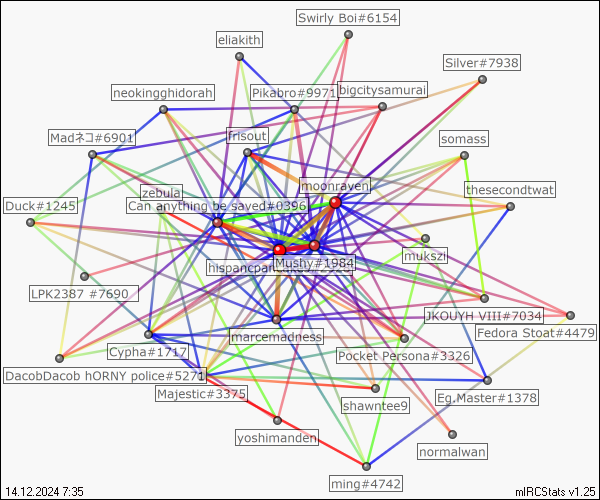 Swirly Boi#6154
eliakith
Silver#7938
neokingghidorah
Pikabro#9971
bigcitysamurai
Madネコ#6901
frisout
somass
zebula
moonraven
thesecondtwat
Duck#1245
Can anything be sayed#0396
mukszi
Mushy#1984
LPK2387 #7690
JKOUYH VIII#7034
Fedora Stoat#4479
marcemadness
Cypha#1717
Pocket Persona#3326
DacobDacob hORNY police#5271
Majestic#3375
shawntee9
Eg.Master#1378
yoshimanden
normalwan
ming#4742
14.12.2024 7:35
mIRCStats v1.25